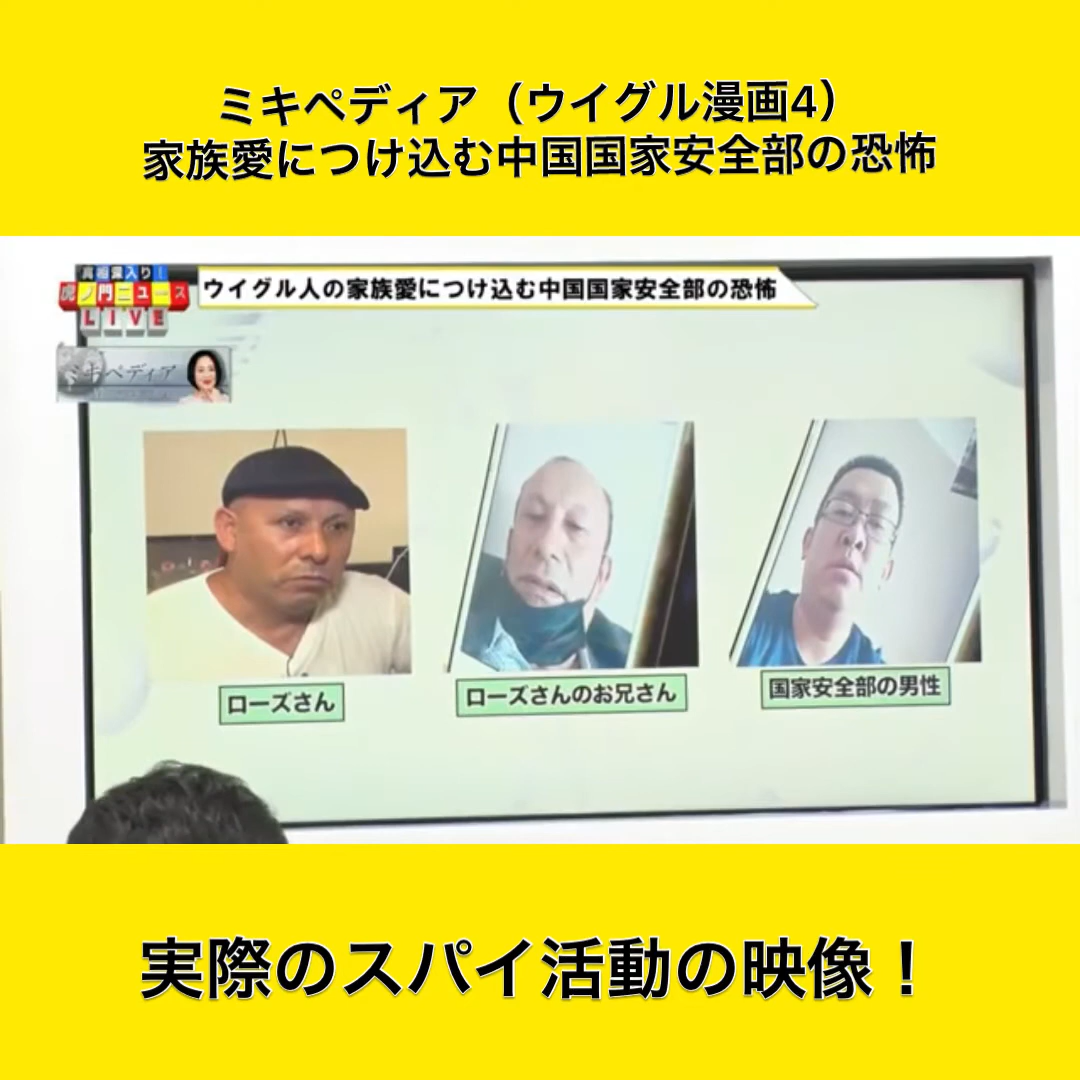 ミキペディア（ウイグル漫画4）
家族愛につけ込む中国国家安全部の恐怖
真相深入り！
虎ノ門ニュース
LIVE
ウイグル人の家族愛につけ込む中国国家安全部の恐怖
ミキペディア
ローズさん
ローズさんのお兄さん
国家安全部の男性
実際のスパイ活動の映像！